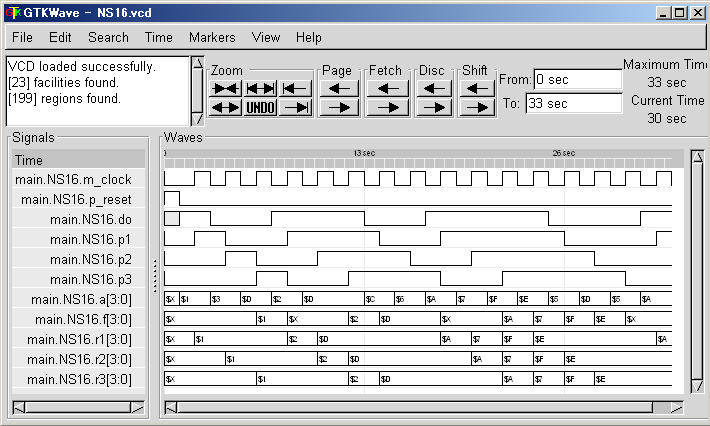 GTKWave - NS16.vcd
File Edit Search Time Markers View Help
VCD loaded successfully.
[23] facilities found.
[199] regions found.
Zoom
UNDO
Page
Fetch
Disc
Shift
From: 0 sec
To: 33 sec
Maximum Time
33 sec
Current Time
30 sec
Signals
Waves
Time
13 sec 26 sec
main.NS16.m_clock
main.NS16.p_reset
main.NS16.do
main.NS16.p1
main.NS16.p2
main.NS16.p3
main.NS16.a[3:0] $X $1 $3 $D $2 $D $C $6 $A $7 $F $E $5 $D $5 $A
main.NS16.f[3:0] $X $1 $X $2 $D $X $A $7 $F $E $X
main.NS16.r1[3:0] $X $1 $2 $D $A $7 $F $E $A
main.NS16.r2[3:0] $X $1 $2 $D $A $7 $F $E
main.NS16.r3[3:0] $X $1 $2 $D $A $7 $F $E